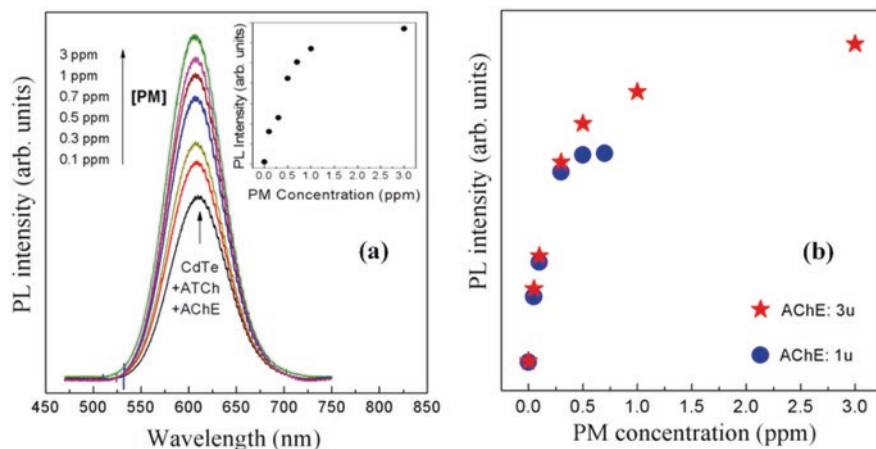 3 ppm
1 ppm
0.7 ppm
0.5 ppm
0.3 ppm
0.1 ppm
[PM]
PL intensity (arb. units)
CdTe
+ATCh
+AChE
(a)
450 500 550 600 650 700 750 800 850
Wavelength (nm)
PL Intensity (arb. units)
0.0 0.5 1.0 1.5 2.0 2.5 3.0
PM Concentration (ppm)
PL intensity (arb. units)
(b)
AChE: 3u
AChE: 1u
0.0 0.5 1.0 1.5 2.0 2.5 3.0
PM concentration (ppm)